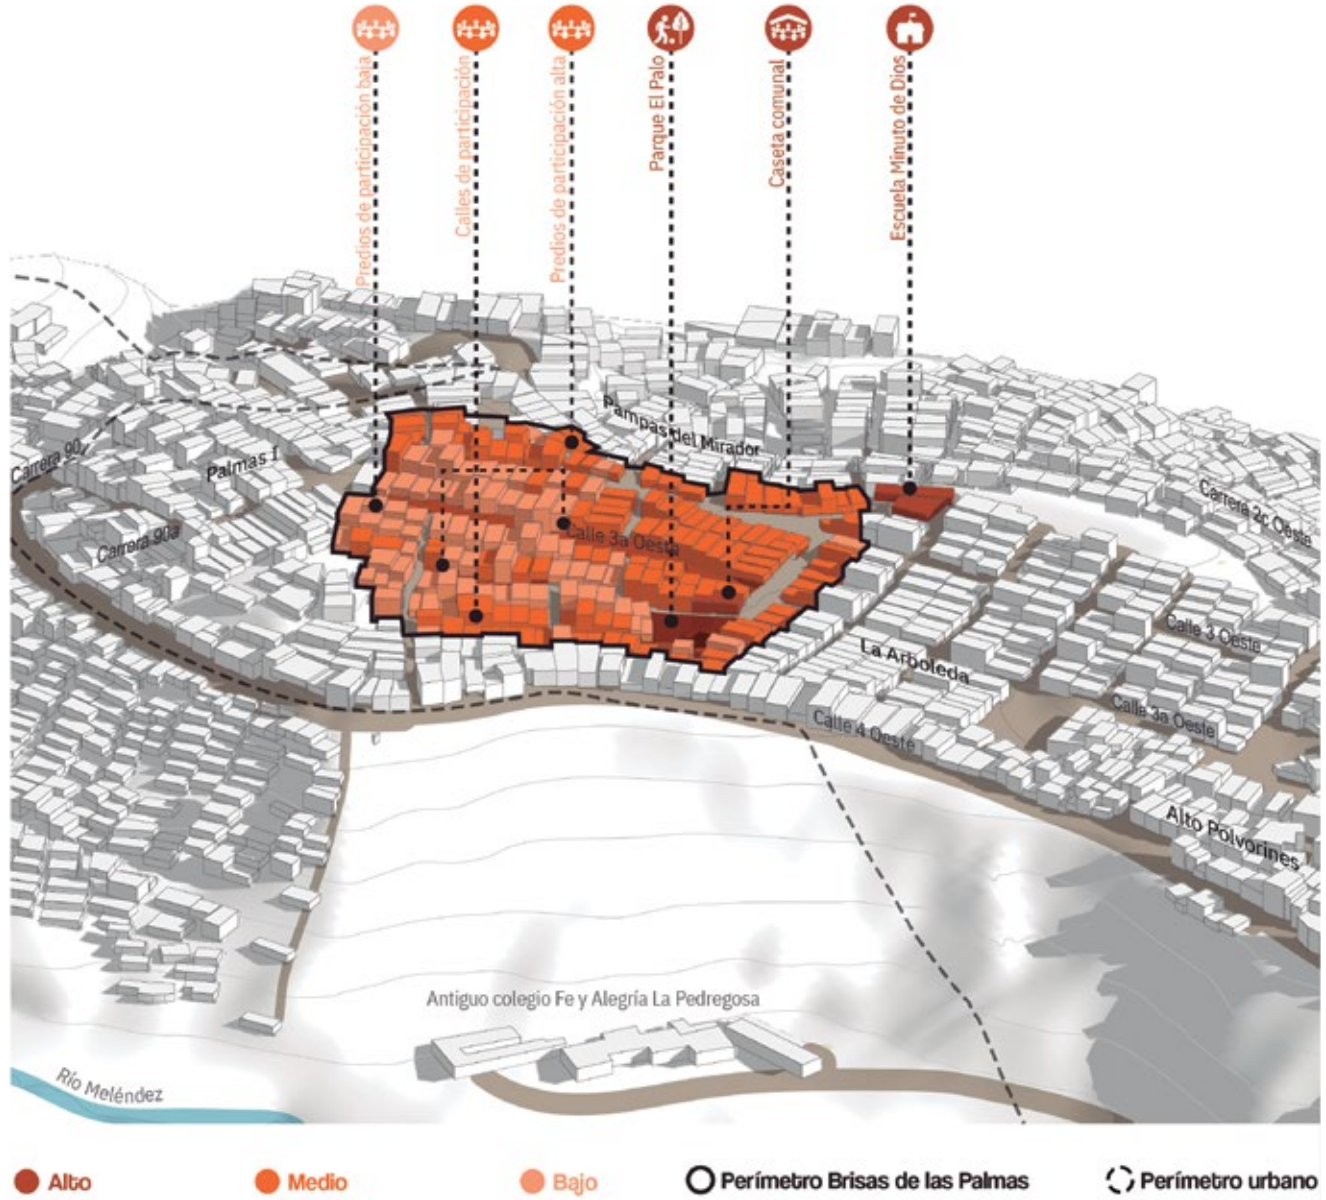 Predios de participación baja
Calles de participación
Predios de participación alta
Parque El Palo
Caseta comunal
Escuela Minuto de Dios
Pampas del Mirador
Carrera 90
Palmas I
Carrera 90a
Calle 3a Oeste
Carrera 2c Oeste
Calle 3 Oeste
La Arboleda
Calle 3a Oeste
Calle 4 Oeste
Alto Polvorines
Antiguo colegio Fe y Alegría La Pedregosa
Río Meléndez
Alto
Medio
Bajo
Perímetro Brisas de las Palmas
Perímetro urbano